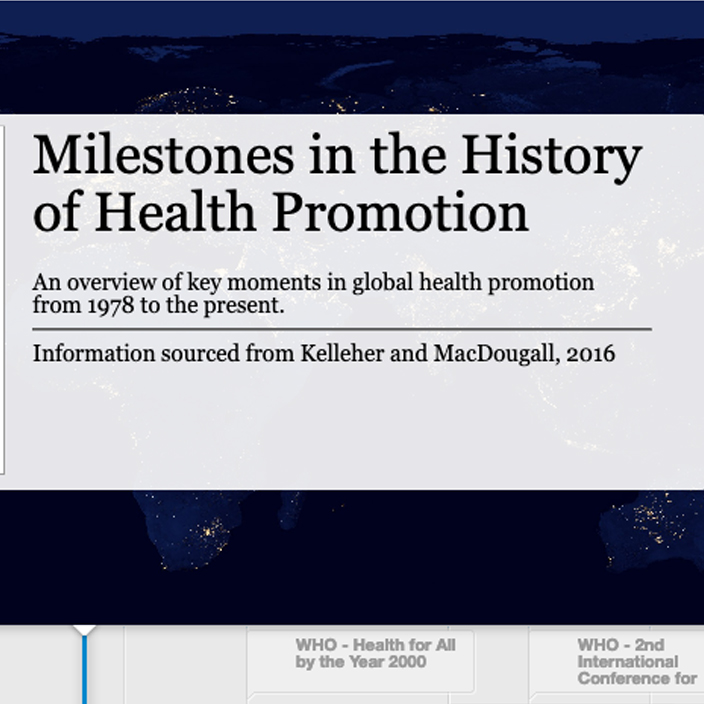 Milestones in the History
of Health Promotion
An overview of key moments in global health promotion
from 1978 to the present.
Information sourced from Kelleher and MacDougall, 2016
WHO - Health for All
by the Year 2000
WHO - 2nd
International
Conference for